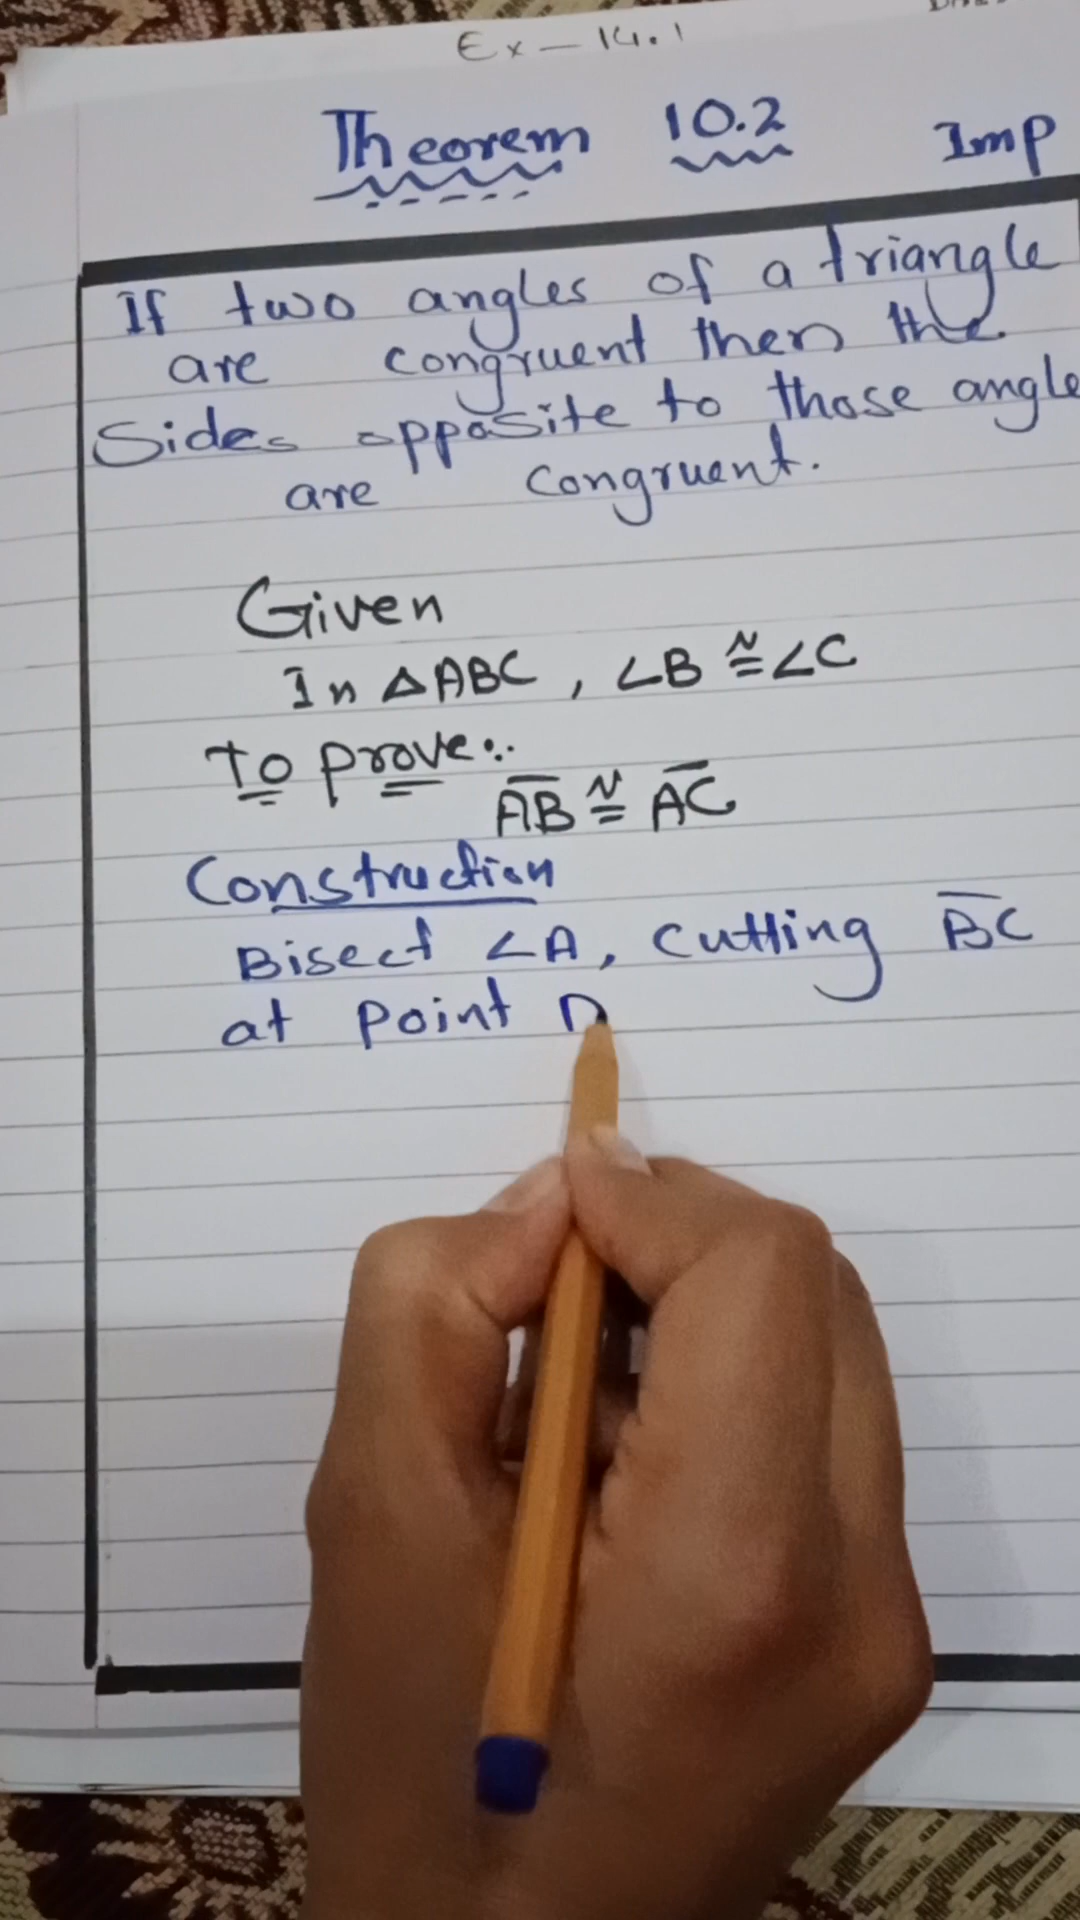 Ex - 14.1
Theorem 10.2 Imp
If two angles of a triangle
are congruent then the
Sides opposite to those angle
are congruent.
Given
In △ABC, ∠B ≅ ∠C
To prove:.
A̅B̅ ≅ A̅C̅
Construction
Bisect ∠A, cutting B̅C̅
at point D